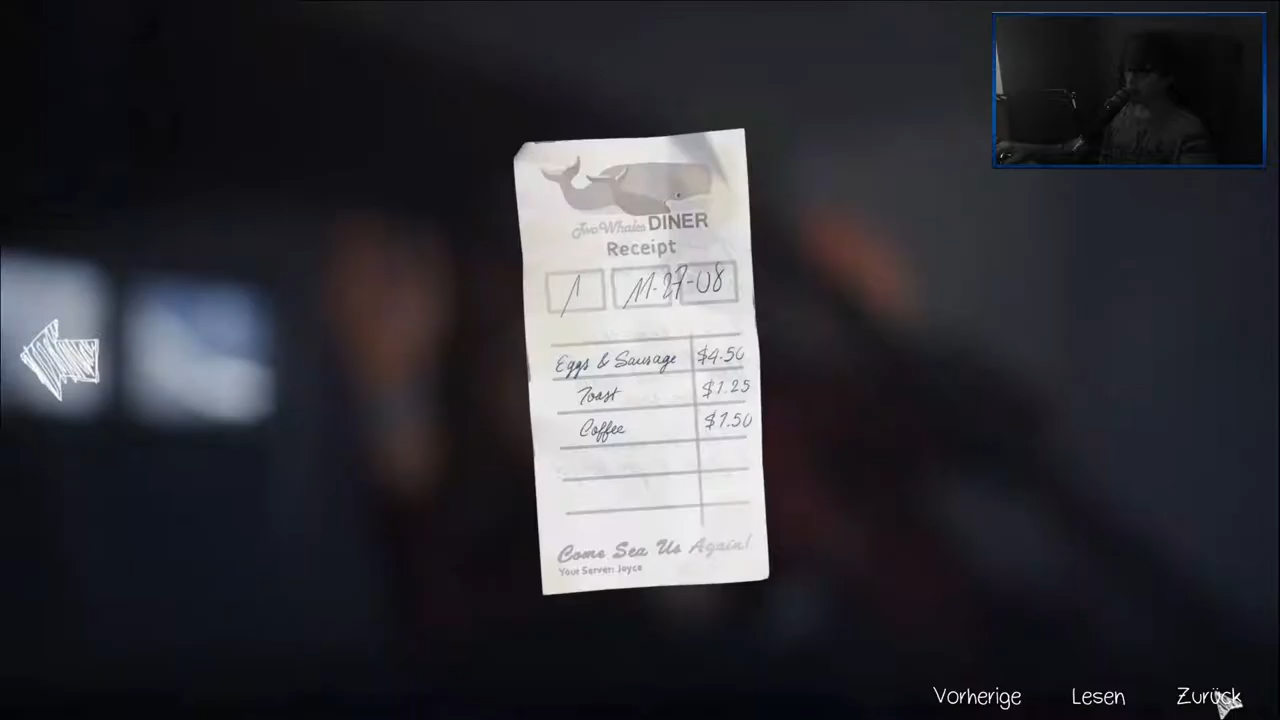 Two Whales DINER
Receipt
1 11-27-08
Eggs & Sausage $4.50
Toast $1.25
Coffee $1.50
Come Sea Us Again!
Your Server: Joyce
Vorherige Lesen Zurück